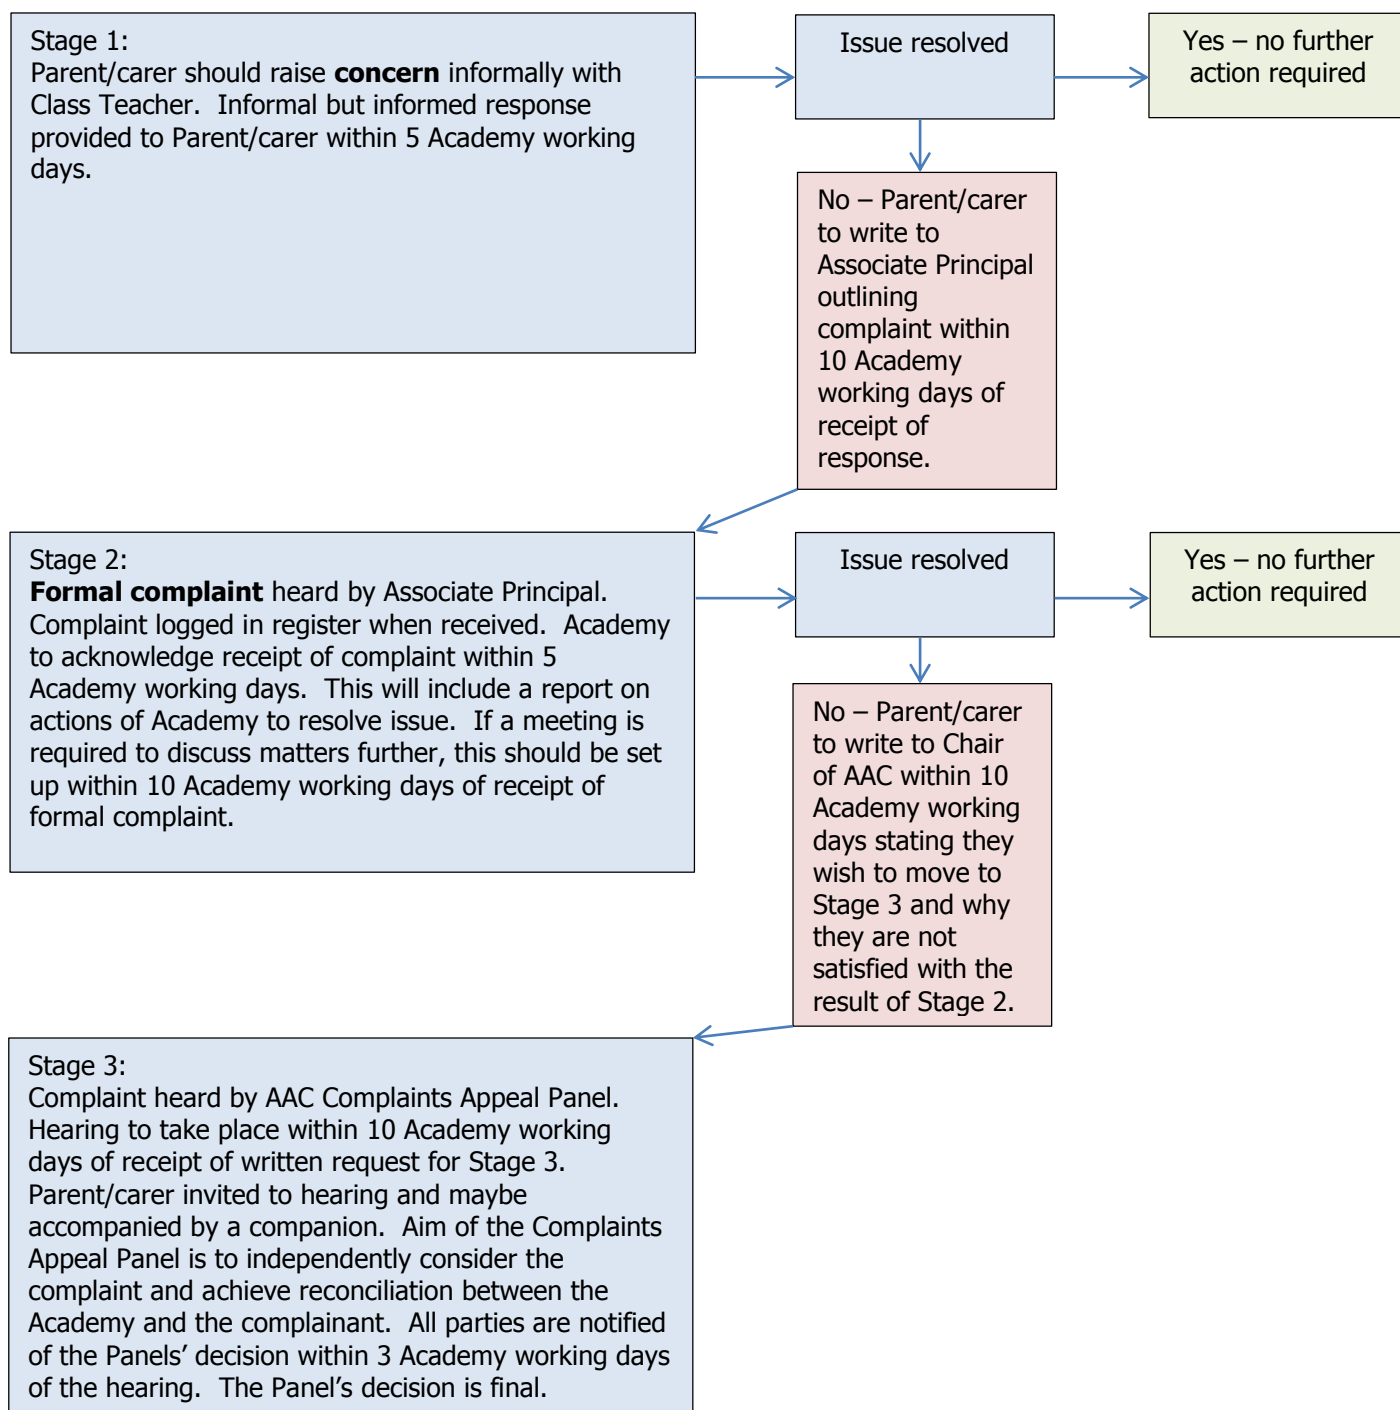 Stage 1:
Parent/carer should raise concern informally with
Class Teacher.  Informal but informed response
provided to Parent/carer within 5 Academy working
days.
Issue resolved
Yes – no further
action required
No – Parent/carer
to write to
Associate Principal
outlining
complaint within
10 Academy
working days of
receipt of
response.
Stage 2:
Formal complaint heard by Associate Principal.
Complaint logged in register when received.  Academy
to acknowledge receipt of complaint within 5
Academy working days.  This will include a report on
actions of Academy to resolve issue.  If a meeting is
required to discuss matters further, this should be set
up within 10 Academy working days of receipt of
formal complaint.
Issue resolved
Yes – no further
action required
No – Parent/carer
to write to Chair
of AAC within 10
Academy working
days stating they
wish to move to
Stage 3 and why
they are not
satisfied with the
result of Stage 2.
Stage 3:
Complaint heard by AAC Complaints Appeal Panel.
Hearing to take place within 10 Academy working
days of receipt of written request for Stage 3.
Parent/carer invited to hearing and maybe
accompanied by a companion.  Aim of the Complaints
Appeal Panel is to independently consider the
complaint and achieve reconciliation between the
Academy and the complainant.  All parties are notified
of the Panels’ decision within 3 Academy working days
of the hearing.  The Panel’s decision is final.